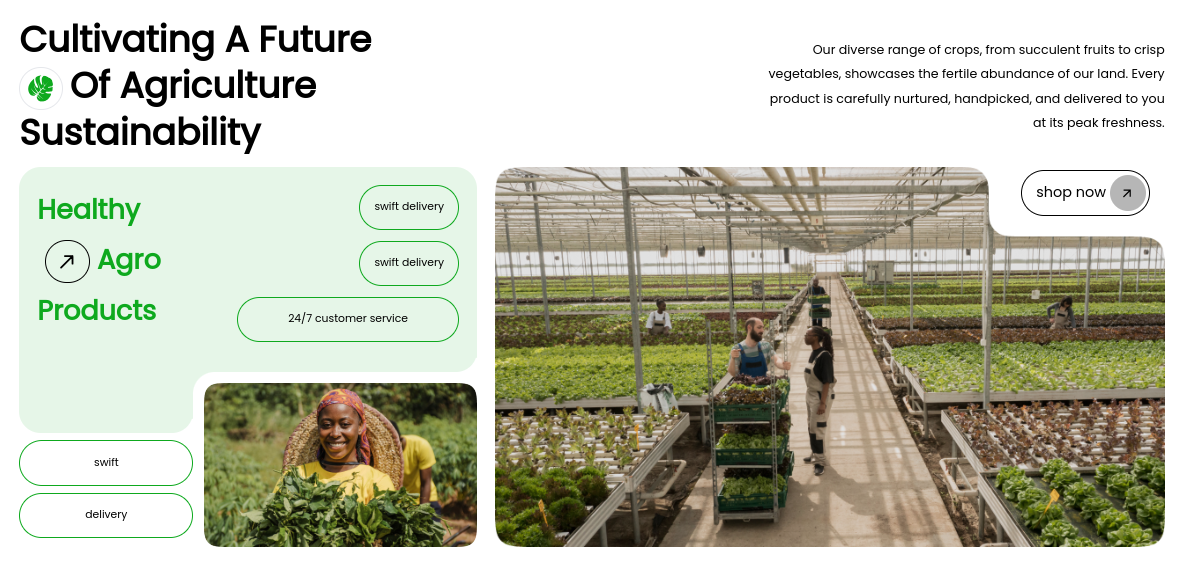 Cultivating A Future
Of Agriculture
Sustainability
Our diverse range of crops, from succulent fruits to crisp
vegetables, showcases the fertile abundance of our land. Every
product is carefully nurtured, handpicked, and delivered to you
at its peak freshness.
Healthy
Agro
Products
swift delivery
swift delivery
24/7 customer service
swift
delivery
shop now